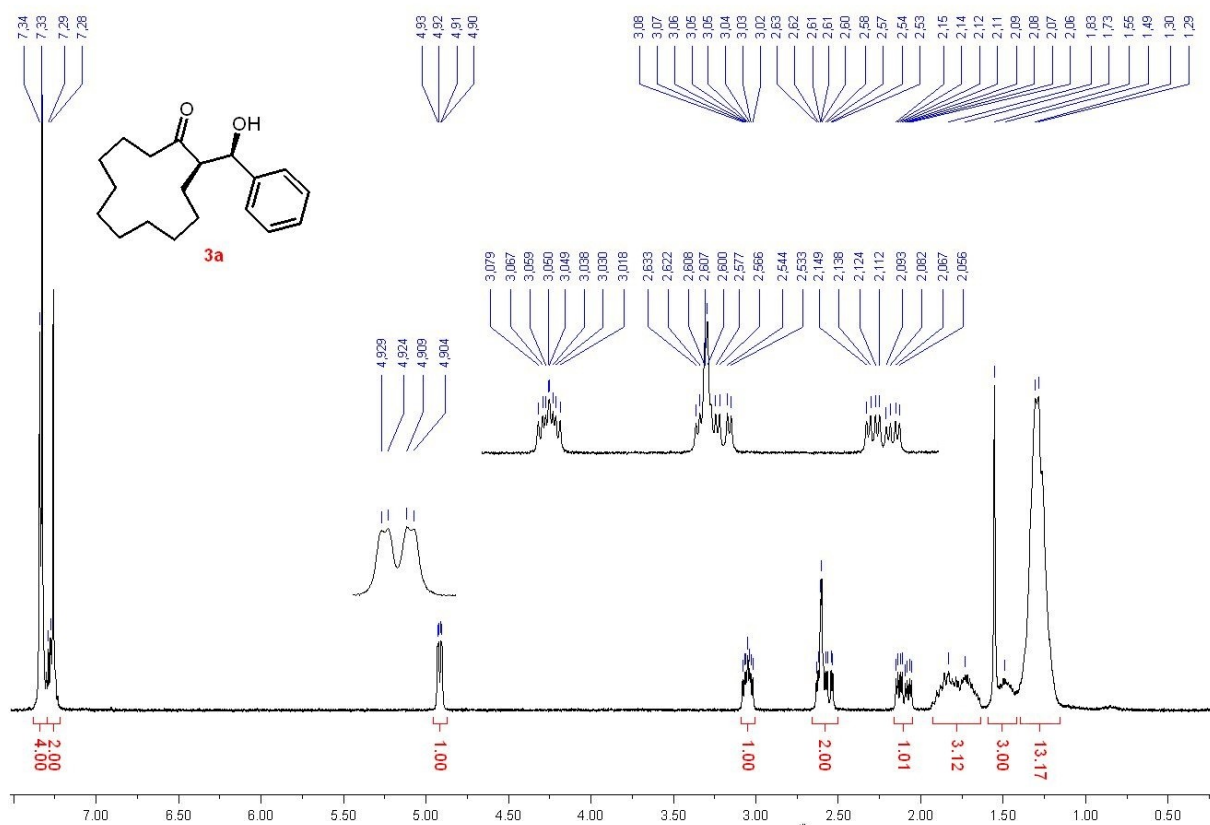 7,34 7,33 7,29 7,28 4,93 4,92 4,91 4,90 3,08 3,07 3,06 3,05 3,05 3,04 3,03 3,02 2,63 2,62 2,61 2,61 2,60 2,58 2,57 2,54 2,53 2,15 2,14 2,12 2,11 2,09 2,08 2,07 2,06 1,83 1,73 1,55 1,49 1,30 1,29
O
OH
3a
3,079 3,067 3,059 3,050 3,049 3,038 3,030 3,018 2,633 2,622 2,608 2,607 2,600 2,577 2,566 2,544 2,533 2,149 2,138 2,124 2,112 2,093 2,082 2,067 2,056
4,929 4,924 4,909 4,904
4.00 2.00 1.00 1.00 2.00 1.01 3.12 3.00 13.17
7.00 6.50 6.00 5.50 5.00 4.50 4.00 3.50 3.00 2.50 2.00 1.50 1.00 0.50